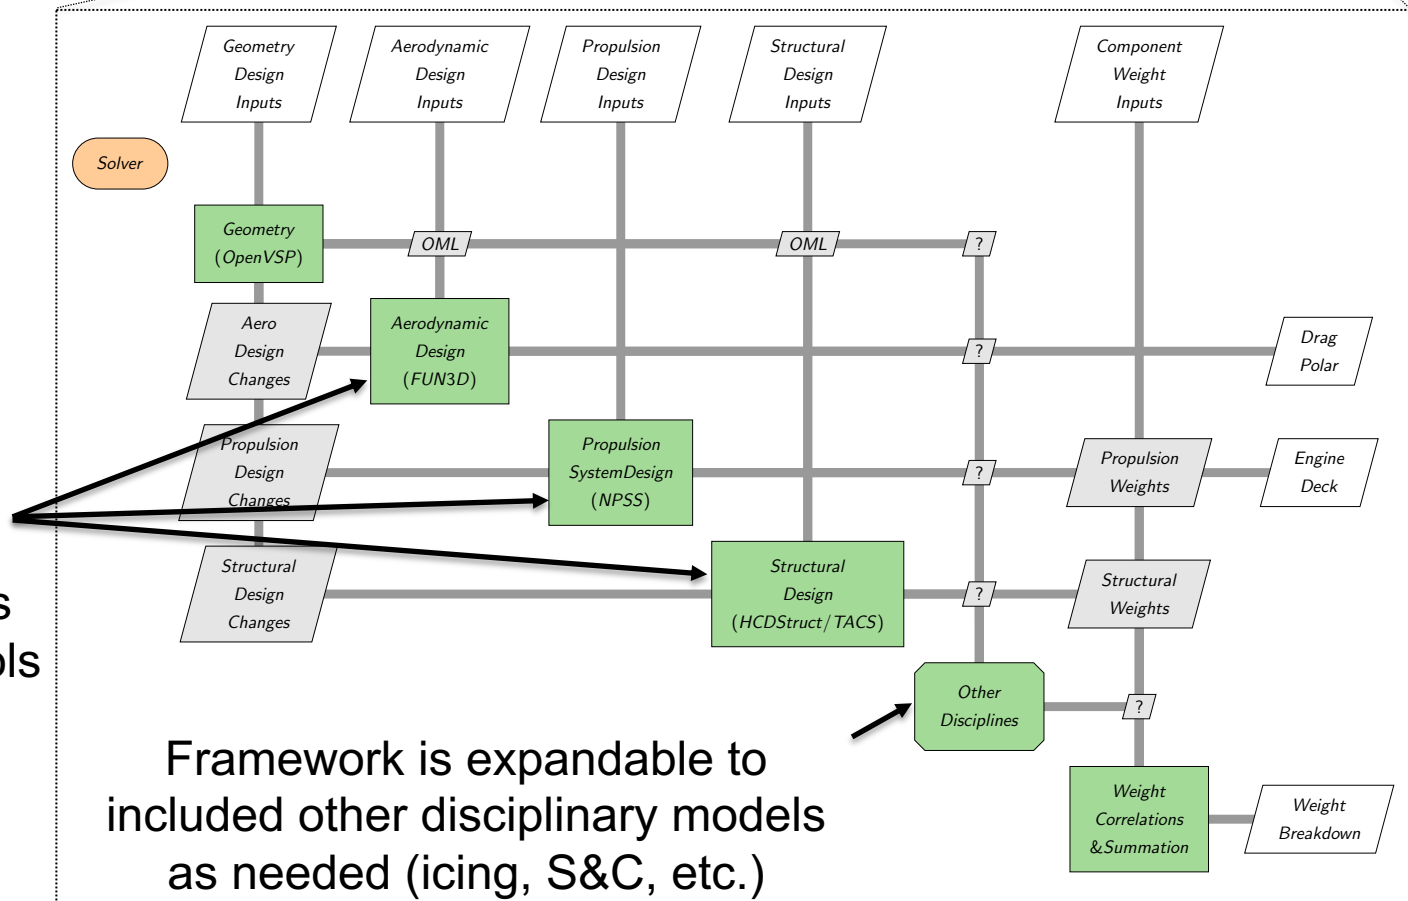 Geometry
Design
Inputs
Aerodynamic
Design
Inputs
Propulsion
Design
Inputs
Structural
Design
Inputs
Component
Weight
Inputs
Solver
Geometry
(OpenVSP)
OML
OML
?
Aero
Design
Changes
Aerodynamic
Design
(FUN3D)
?
Drag
Polar
Propulsion
Design
Changes
Propulsion
SystemDesign
(NPSS)
?
Propulsion
Weights
Engine
Deck
Structural
Design
Changes
Structural
Design
(HCDStruct/TACS)
?
Structural
Weights
Other
Disciplines
?
Framework is expandable to
included other disciplinary models
as needed (icing, S&C, etc.)
Weight
Correlations
&Summation
Weight
Breakdown